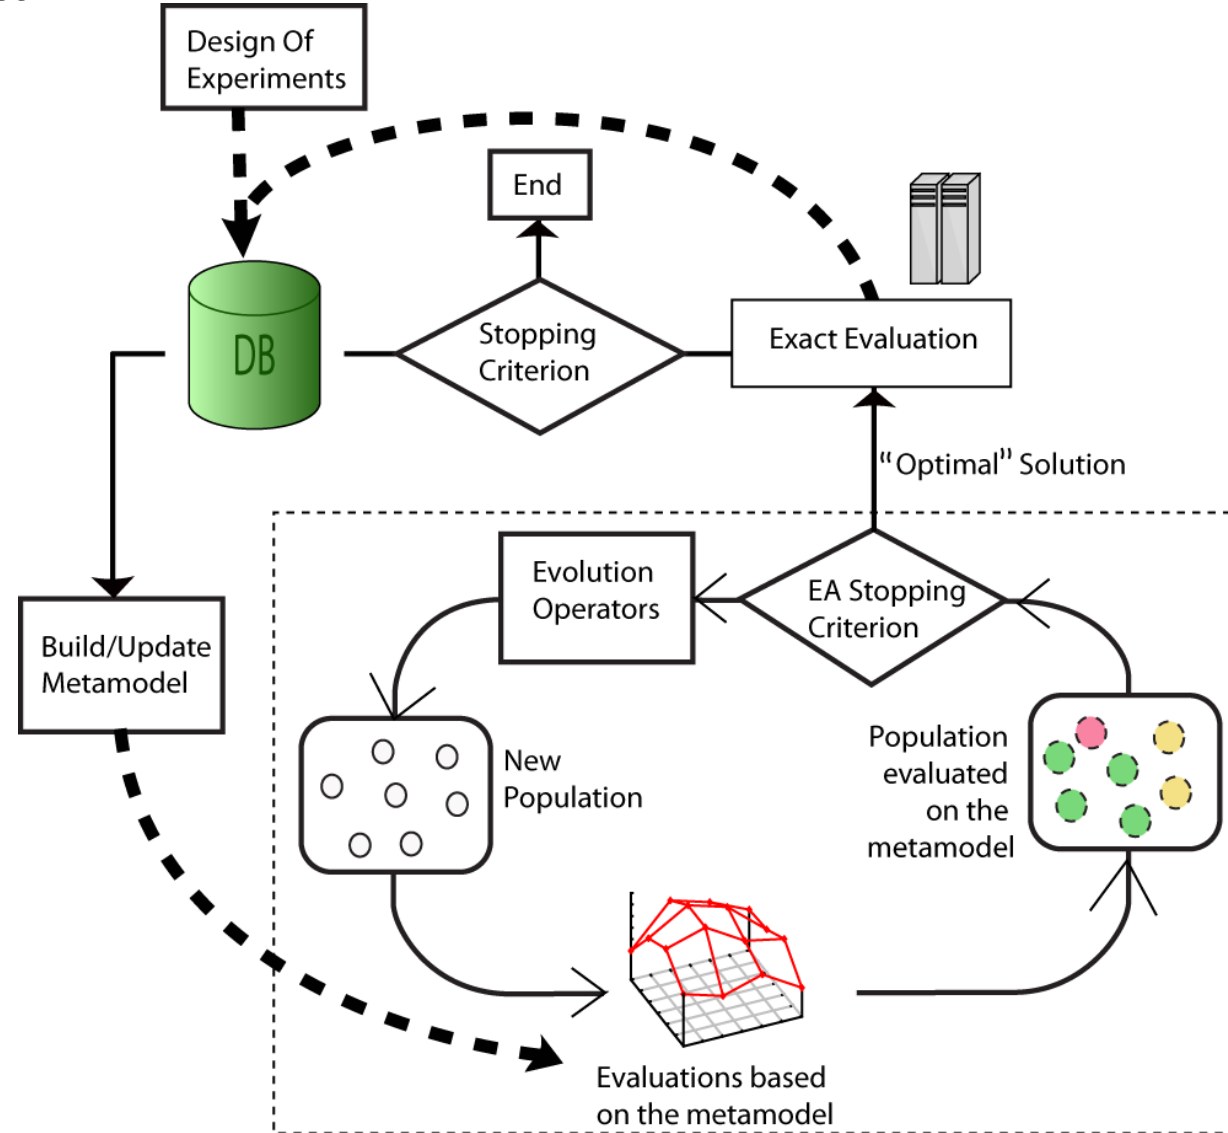 Design Of
Experiments
End
DB
Stopping
Criterion
Exact Evaluation
“Optimal” Solution
Evolution
Operators
EA Stopping
Criterion
Build/Update
Metamodel
New
Population
Population
evaluated
on the
metamodel
Evaluations based
on the metamodel